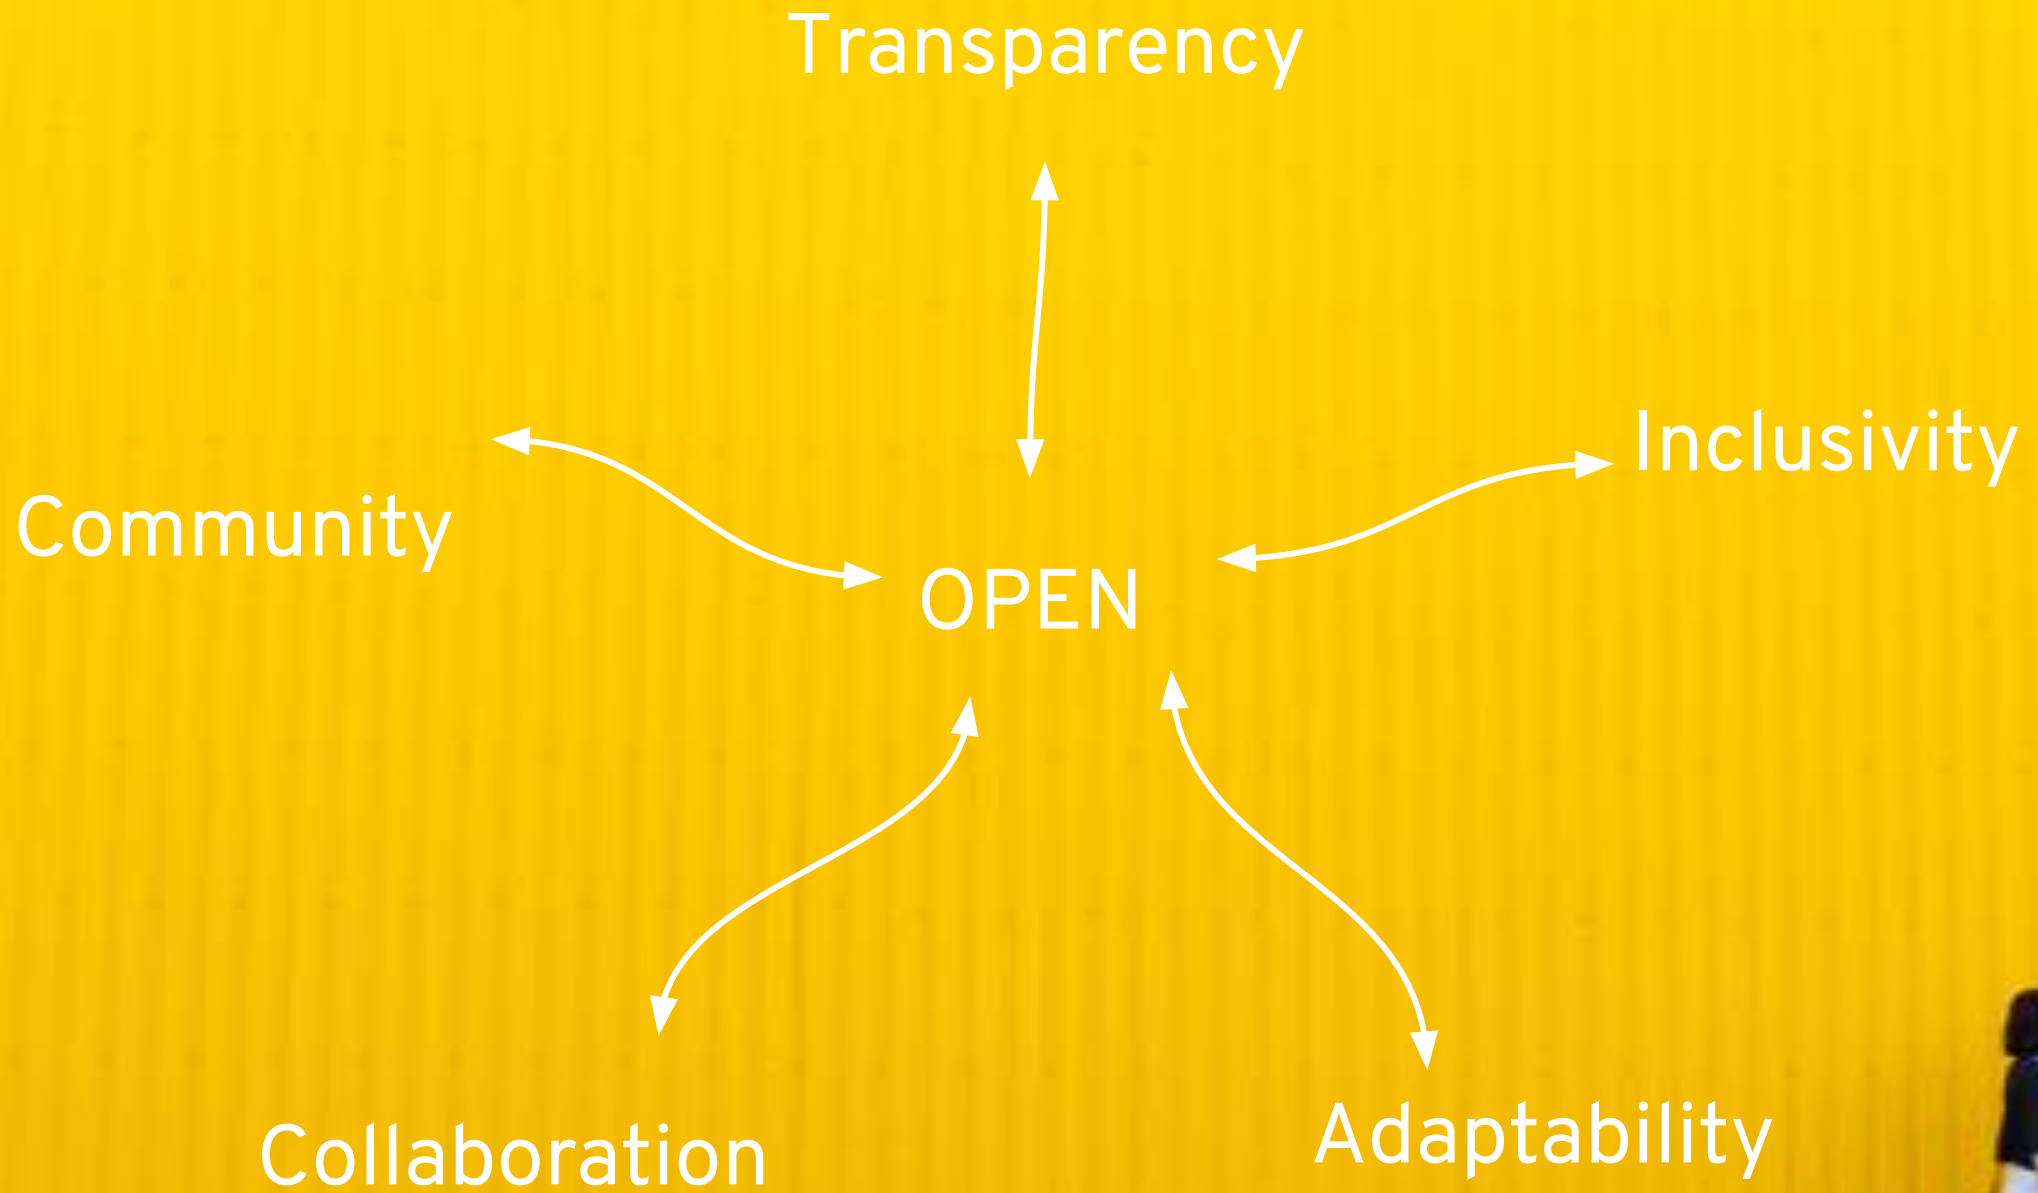 Transparency
Inclusivity
Community
OPEN
Adaptability
Collaboration